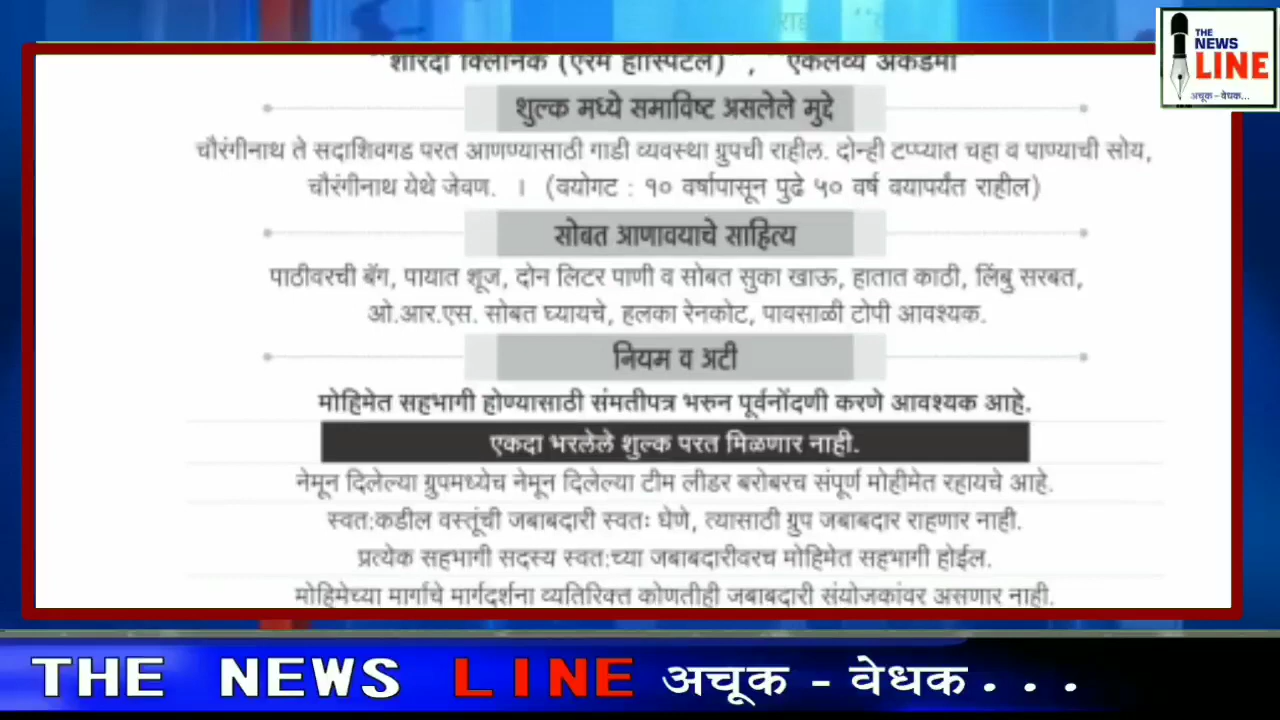 THE
NEWS
LINE
अचूक - वेधक...
शारदा क्लिनिक (एरम हॉस्पिटल) , एकलव्य अकॅडमी
शुल्क मध्ये समाविष्ट असलेले मुद्दे
चौरंगीनाथ ते सदाशिवगड परत आणण्यासाठी गाडी व्यवस्था ग्रुपची राहील. दोन्ही टप्प्यात चहा व पाण्याची सोय,
चौरंगीनाथ येथे जेवण. । (वयोगट : १० वर्षापासून पुढे ५० वर्ष वयापर्यंत राहील)
सोबत आणावयाचे साहित्य
पाठीवरची बॅग, पायात शूज, दोन लिटर पाणी व सोबत सुका खाऊ, हातात काठी, लिंबु सरबत,
ओ.आर.एस. सोबत घ्यायचे, हलका रेनकोट, पावसाळी टोपी आवश्यक.
नियम व अटी
मोहिमेत सहभागी होण्यासाठी संमतीपत्र भरुन पूर्वनोंदणी करणे आवश्यक आहे.
एकदा भरलेले शुल्क परत मिळणार नाही.
नेमून दिलेल्या ग्रुपमध्येच नेमून दिलेल्या टीम लीडर बरोबरच संपूर्ण मोहीमेत रहायचे आहे.
स्वत:कडील वस्तूंची जबाबदारी स्वतः घेणे, त्यासाठी ग्रुप जबाबदार राहणार नाही.
प्रत्येक सहभागी सदस्य स्वत:च्या जबाबदारीवरच मोहिमेत सहभागी होईल.
मोहिमेच्या मार्गाचे मार्गदर्शना व्यतिरिक्त कोणतीही जबाबदारी संयोजकांवर असणार नाही.
THE NEWS LINE अचूक - वेधक...